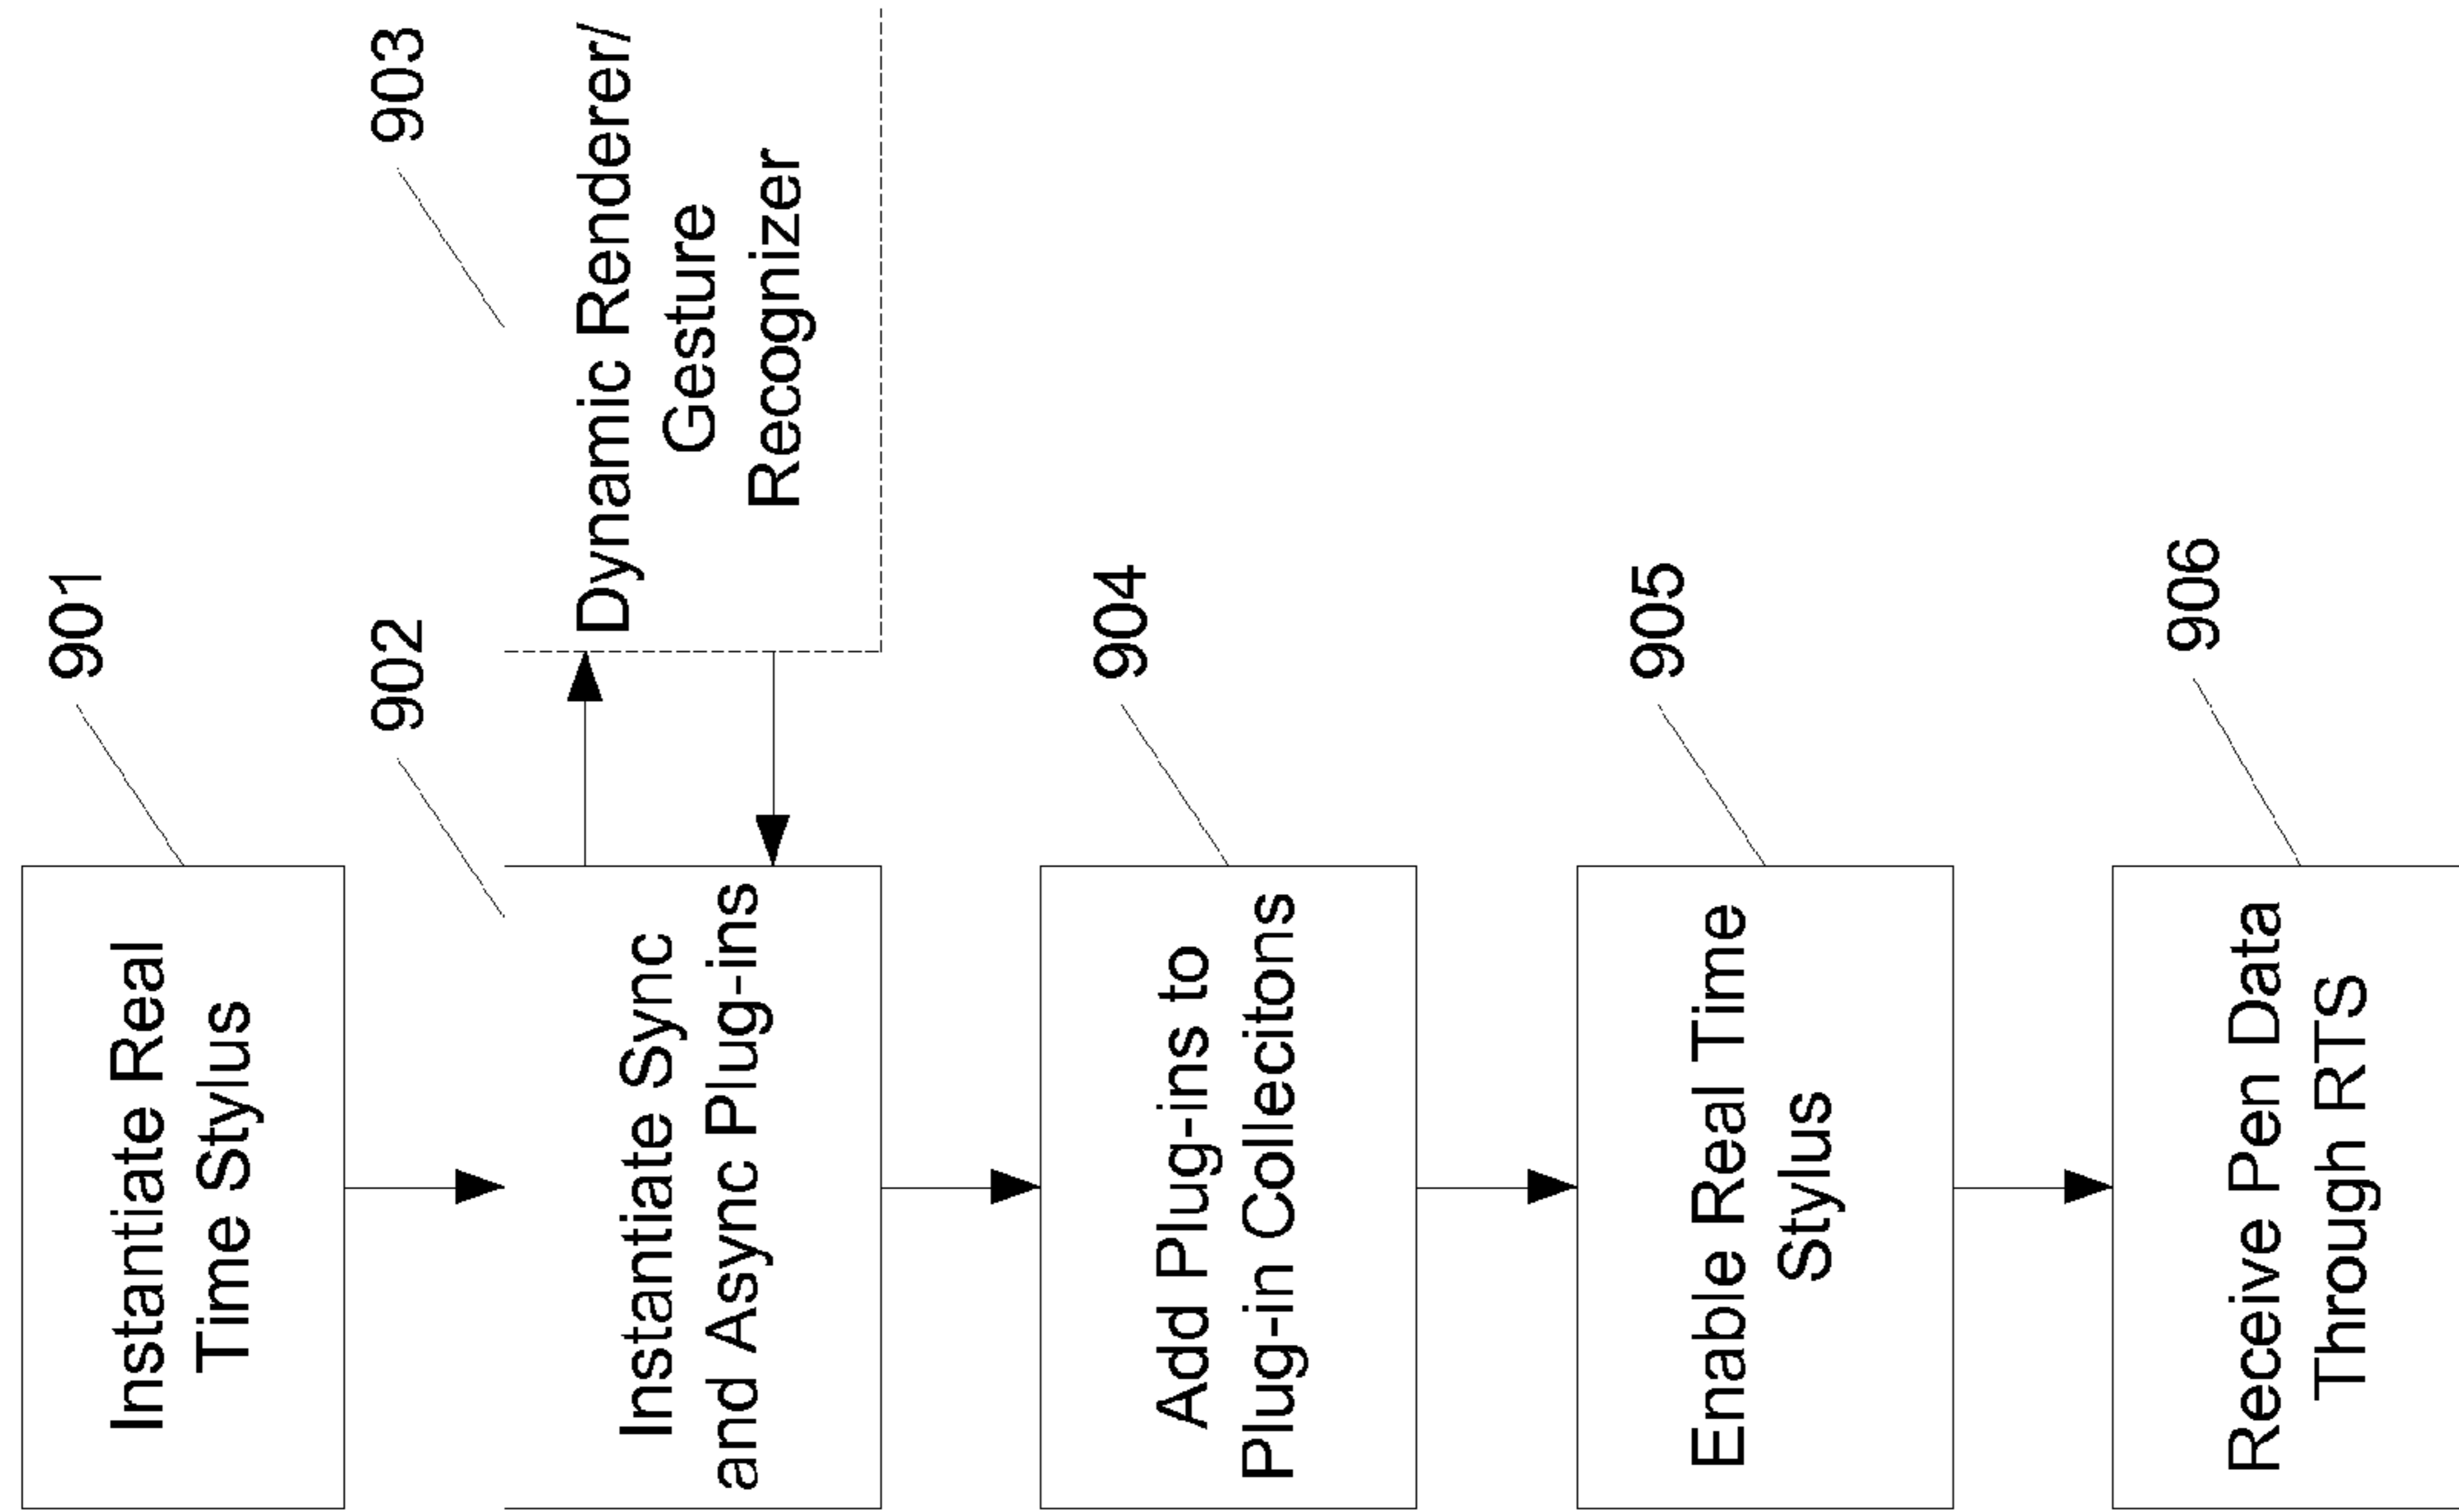 901
Instantiate Real
Time Stylus
902
Instantiate Sync
and Async Plug-ins
903
Dynamic Renderer/
Gesture
Recognizer
904
Add Plug-ins to
Plug-in Collecitons
905
Enable Real Time
Stylus
906
Receive Pen Data
Through RTS